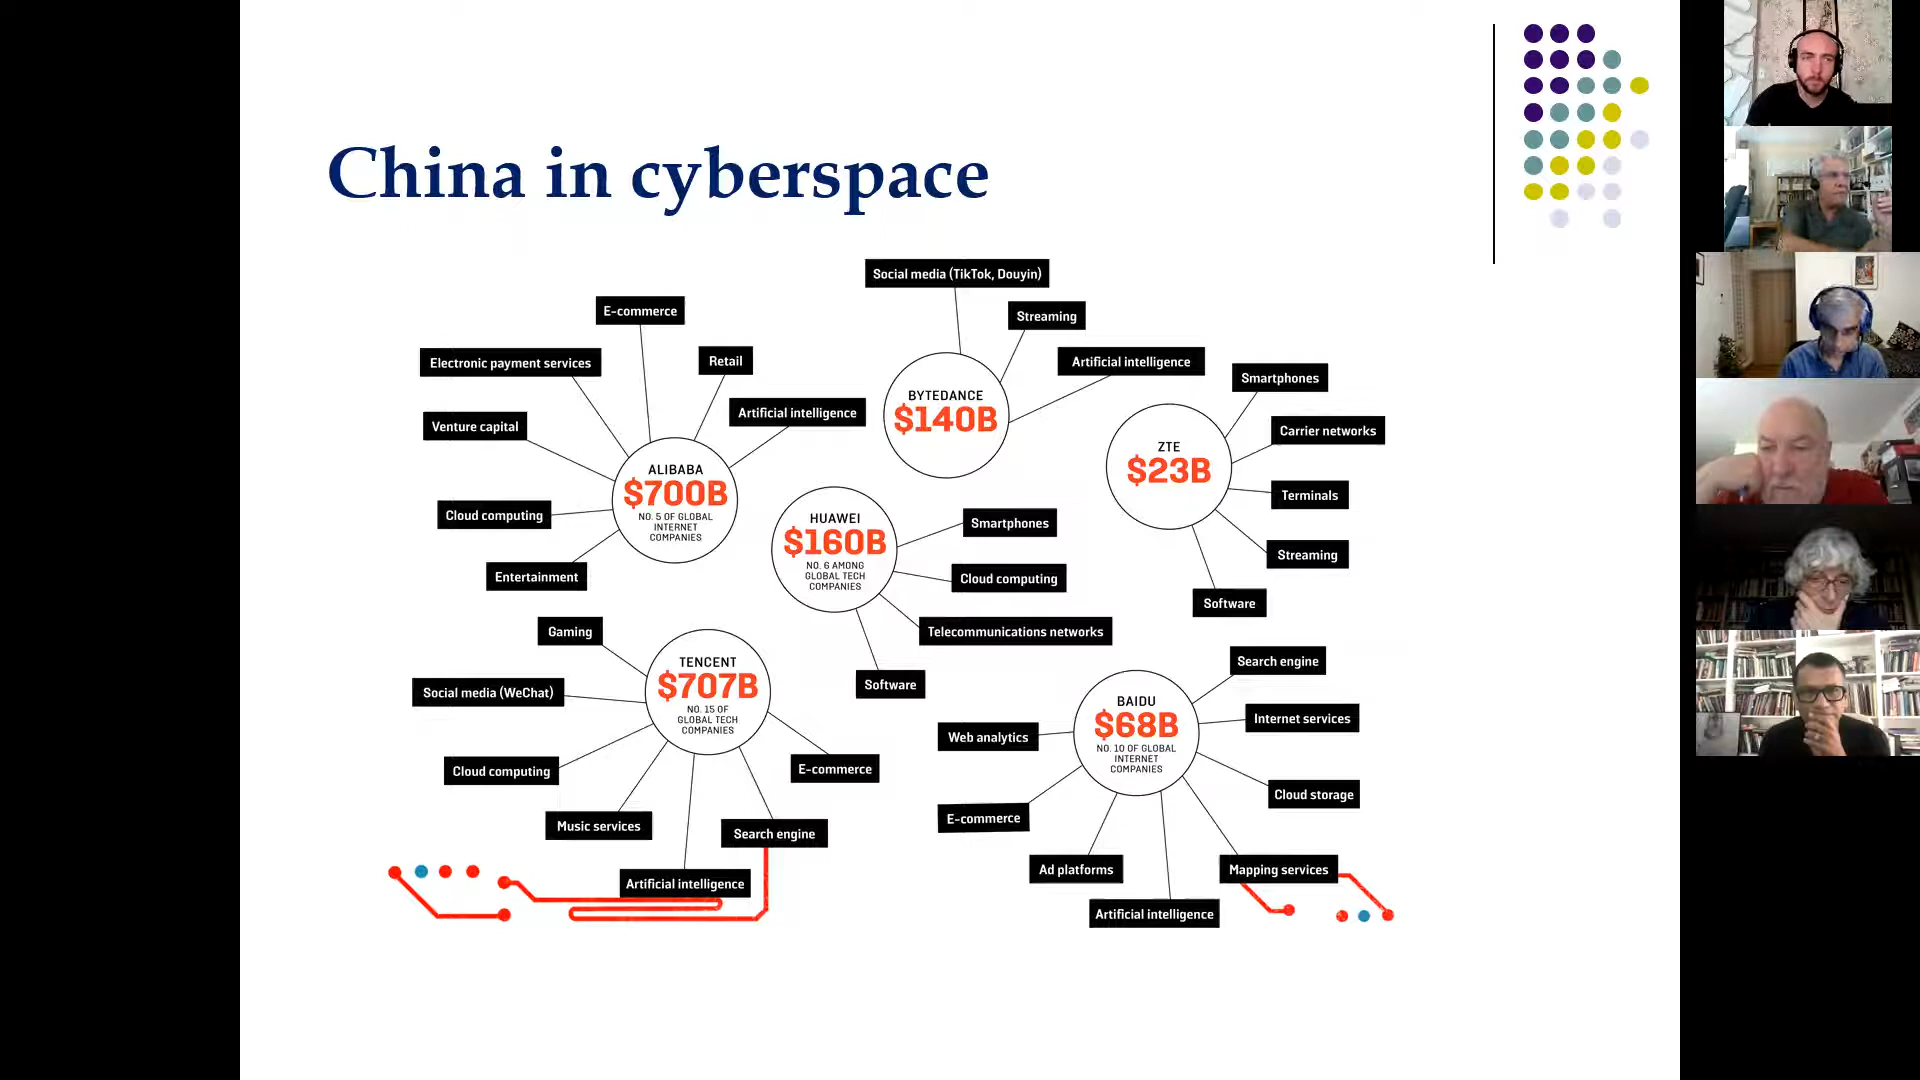 China in cyberspace
Social media (TikTok, Douyin)
Streaming
Artificial intelligence
BYTEDANCE
$140B
E-commerce
Electronic payment services
Retail
Venture capital
Artificial intelligence
ALIBABA
$700B
NO. 5 OF GLOBAL
INTERNET
COMPANIES
Cloud computing
Entertainment
Smartphones
Carrier networks
ZTE
$23B
Terminals
Streaming
Software
HUAWEI
$160B
NO. 6 AMONG
GLOBAL TECH
COMPANIES
Smartphones
Cloud computing
Telecommunications networks
Software
Gaming
Social media (WeChat)
TENCENT
$707B
NO. 15 OF
GLOBAL TECH
COMPANIES
Cloud computing
E-commerce
Music services
Search engine
Artificial intelligence
Search engine
BAIDU
$68B
NO. 10 OF GLOBAL
INTERNET
COMPANIES
Internet services
Web analytics
Cloud storage
E-commerce
Ad platforms
Mapping services
Artificial intelligence